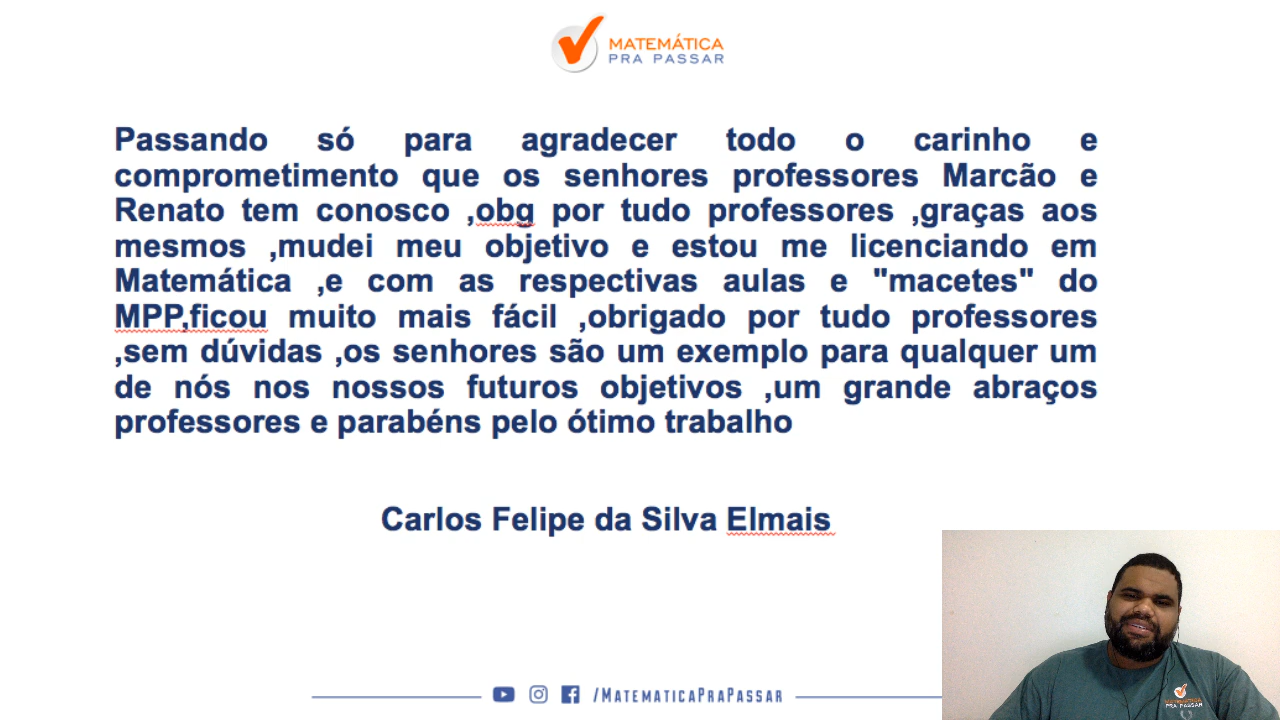 MATEMÁTICA
PRA PASSAR
Passando só para agradecer todo o carinho e
comprometimento que os senhores professores Marcão e
Renato tem conosco ,obg por tudo professores ,graças aos
mesmos ,mudei meu objetivo e estou me licenciando em
Matemática ,e com as respectivas aulas e "macetes" do
MPP,ficou muito mais fácil ,obrigado por tudo professores
,sem dúvidas ,os senhores são um exemplo para qualquer um
de nós nos nossos futuros objetivos ,um grande abraços
professores e parabéns pelo ótimo trabalho
Carlos Felipe da Silva Elmais
MATEMÁTICA
PRA PASSAR
/MATEMATICAPRAPASSAR